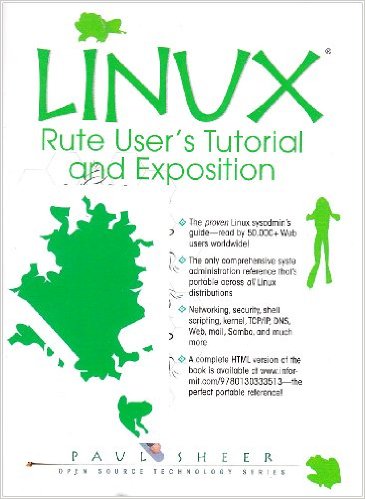 LINUX®
Rute User's Tutorial
and Exposition
The proven Linux sysadmin's
guide—read by 50,000+ Web
users worldwide!
The only comprehensive syste
administration reference that's
portable across all Linux
distributions
Networking, security, shell
scripting, kernel, TCP/IP, DNS,
Web, mail, Samba, and much
more
A complete HTML version of the
book is available at www.infor-
mit.com/9780130333513—the
perfect portable reference!
PAUL SHEER
OPEN SOURCE TECHNOLOGY SERIES